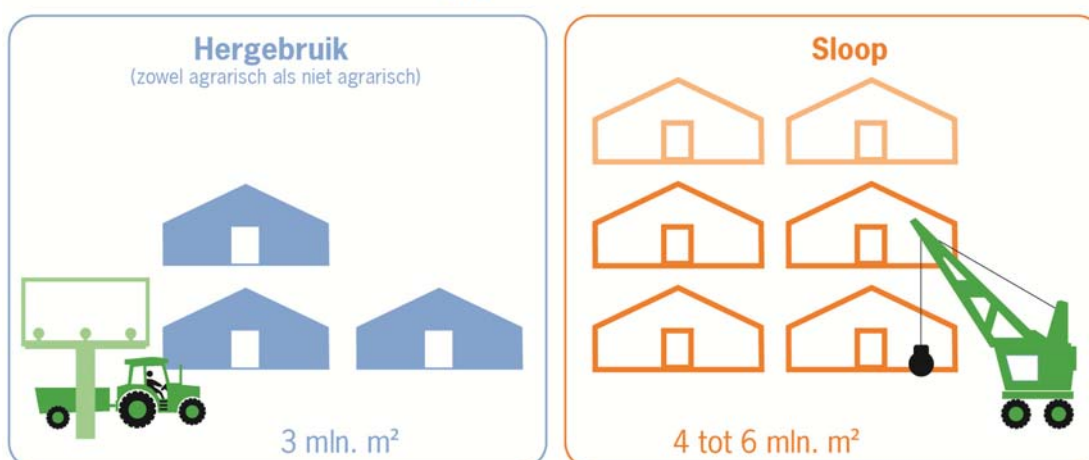 Hergebruik
(zowel agrarisch als niet agrarisch)
3 mln. m²
Sloop
4 tot 6 mln. m²